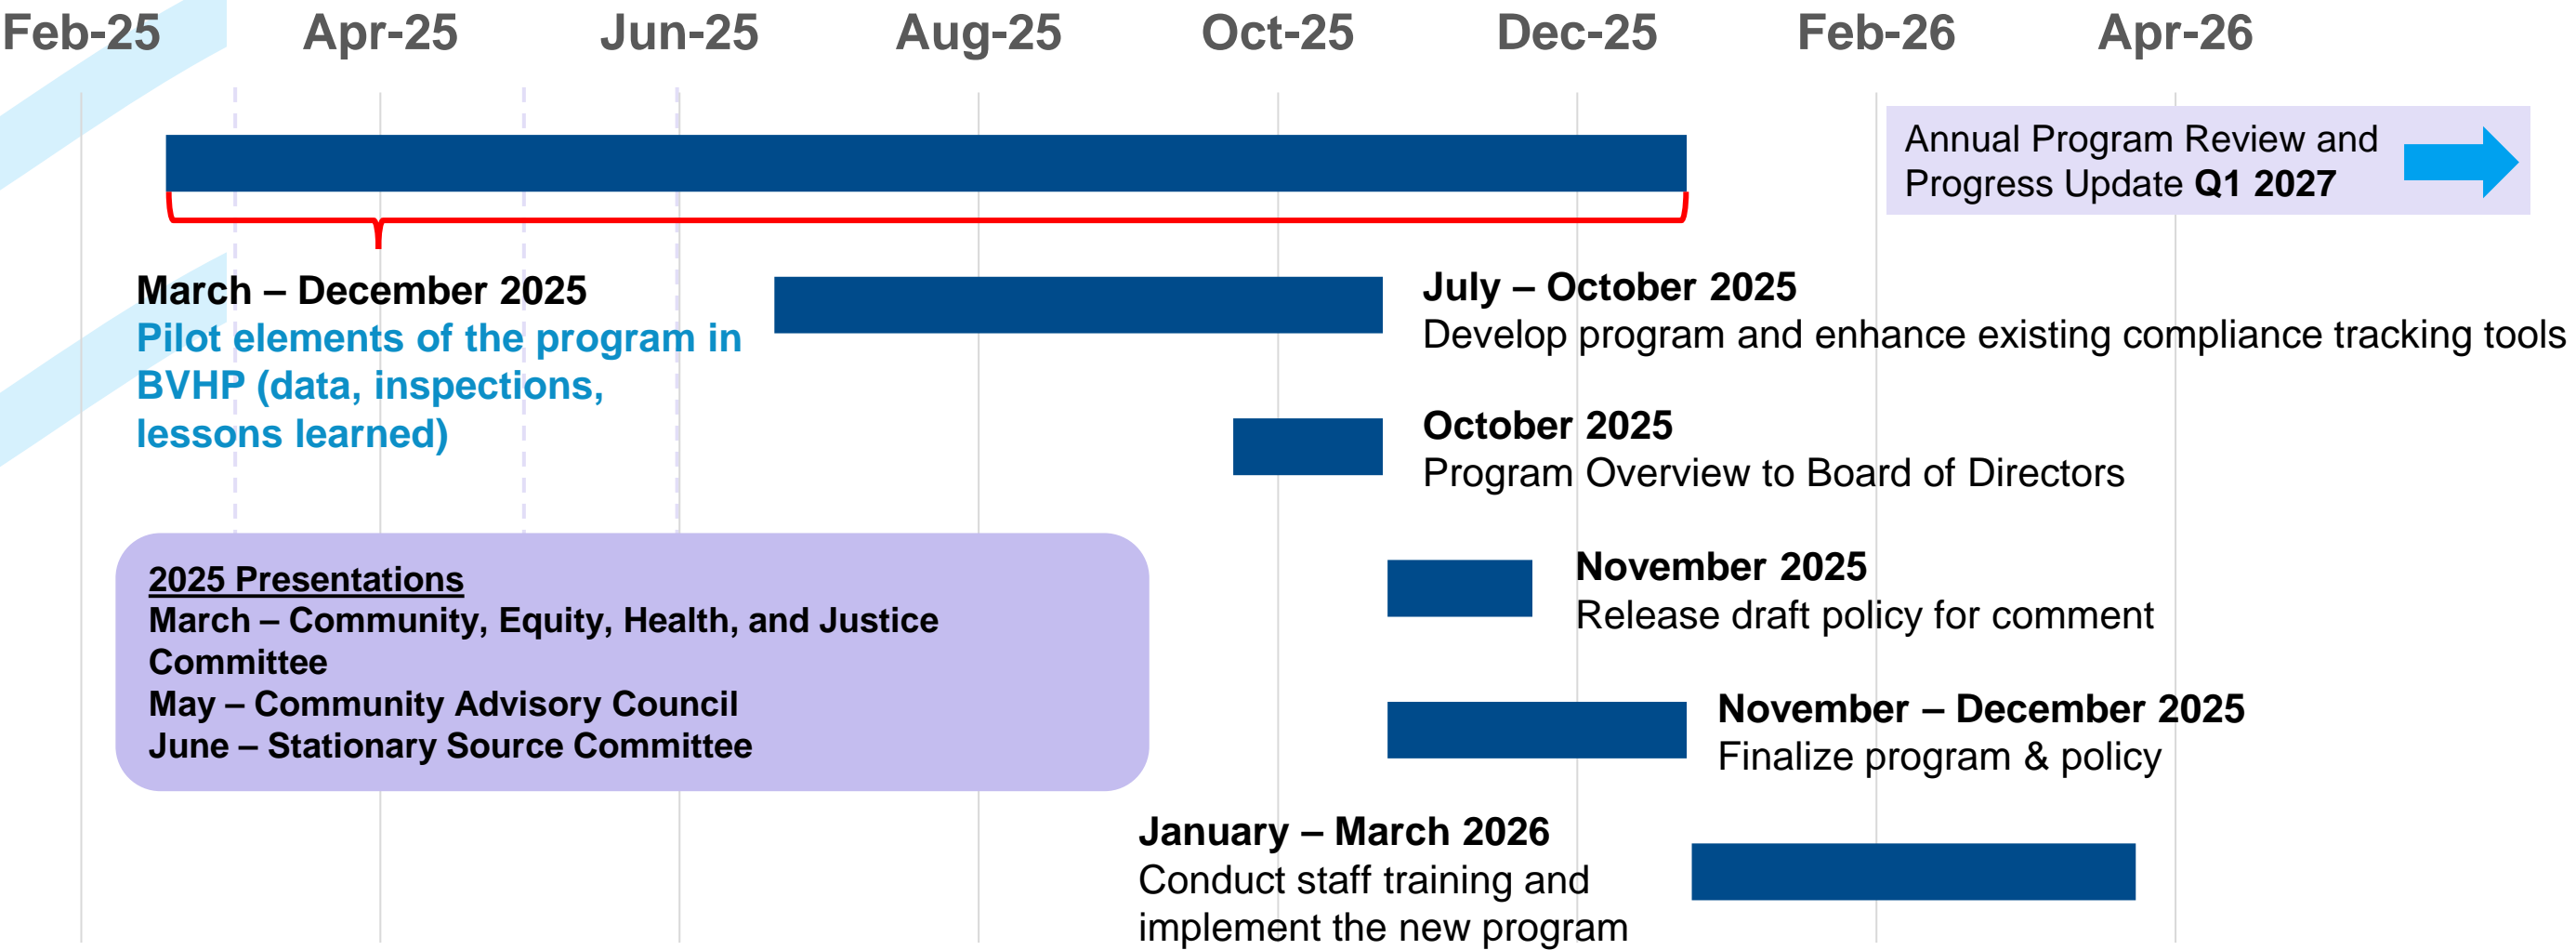 Feb-25 Apr-25 Jun-25 Aug-25 Oct-25 Dec-25 Feb-26 Apr-26
Annual Program Review and
Progress Update Q1 2027
March – December 2025
Pilot elements of the program in
BVHP (data, inspections,
lessons learned)
July – October 2025
Develop program and enhance existing compliance tracking tools
October 2025
Program Overview to Board of Directors
2025 Presentations
March – Community, Equity, Health, and Justice
Committee
May – Community Advisory Council
June – Stationary Source Committee
November 2025
Release draft policy for comment
November – December 2025
Finalize program & policy
January – March 2026
Conduct staff training and
implement the new program